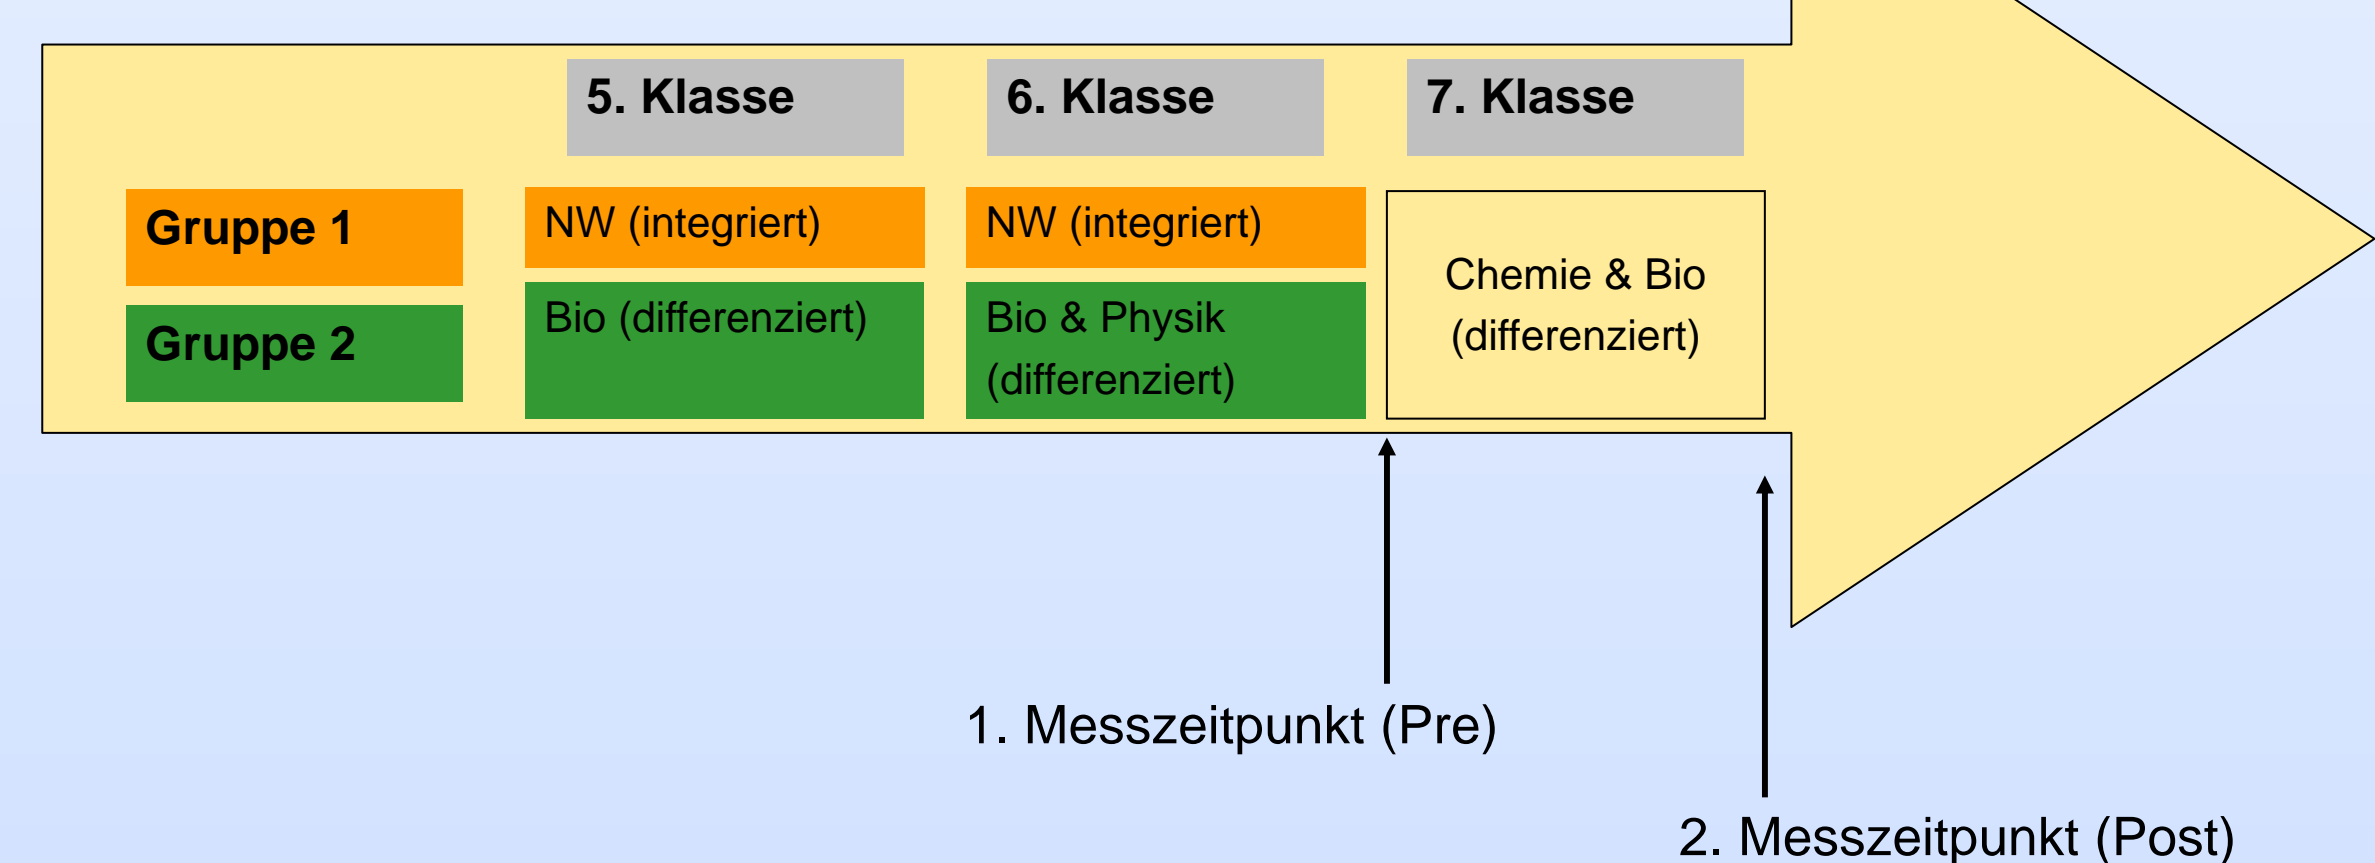 5. Klasse
6. Klasse
7. Klasse
Gruppe 1
NW (integriert)
NW (integriert)
Gruppe 2
Bio (differenziert)
Bio & Physik
(differenziert)
Chemie & Bio
(differenziert)
1. Messzeitpunkt (Pre)
2. Messzeitpunkt (Post)